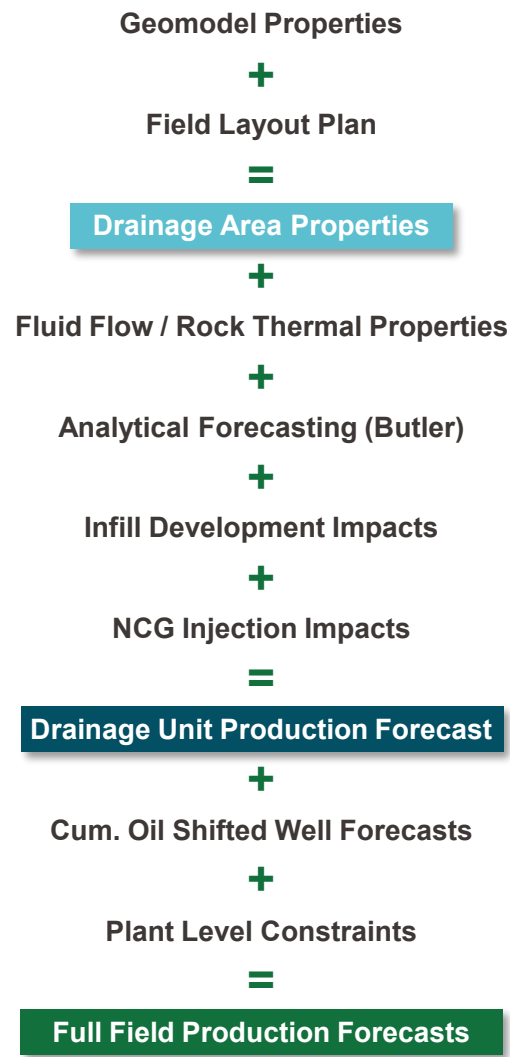 Geomodel Properties
+
Field Layout Plan
=
Drainage Area Properties
+
Fluid Flow / Rock Thermal Properties
+
Analytical Forecasting (Butler)
+
Infill Development Impacts
+
NCG Injection Impacts
=
Drainage Unit Production Forecast
+
Cum. Oil Shifted Well Forecasts
+
Plant Level Constraints
=
Full Field Production Forecasts